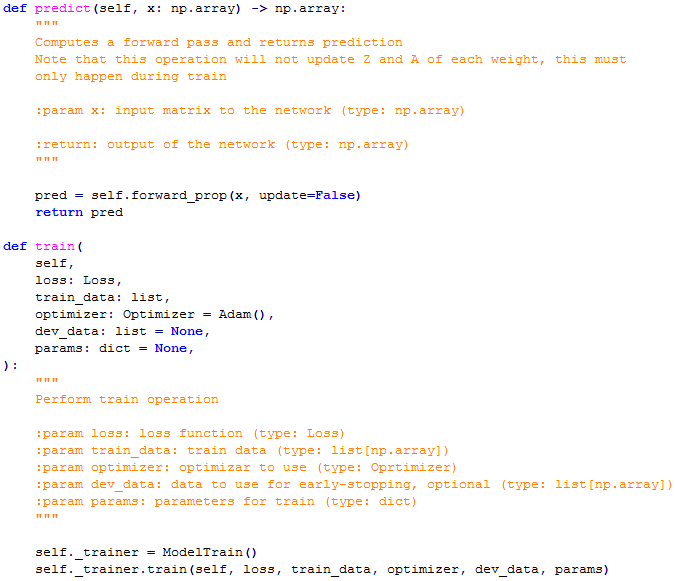 def predict(self, x: np.array) -> np.array:
"""
Computes a forward pass and returns prediction
Note that this operation will not update Z and A of each weight, this must
only happen during train
:param x: input matrix to the network (type: np.array)
:return: output of the network (type: np.array)
"""
pred = self.forward_prop(x, update=False)
return pred
def train(
self,
loss: Loss,
train_data: list,
optimizer: Optimizer = Adam(),
dev_data: list = None,
params: dict = None,
):
"""
Perform train operation
:param loss: loss function (type: Loss)
:param train_data: train data (type: list[np.array])
:param optimizer: optimizar to use (type: Oprtimizer)
:param dev_data: data to use for early-stopping, optional (type: list[np.array])
:param params: parameters for train (type: dict)
"""
self._trainer = ModelTrain()
self._trainer.train(self, loss, train_data, optimizer, dev_data, params)